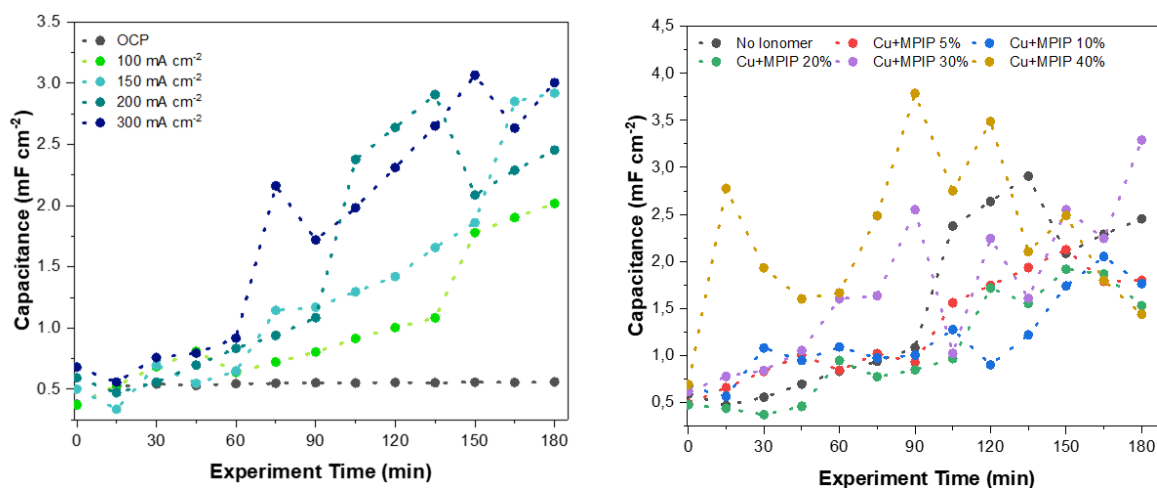 3.5
3.0
2.5
2.0
1.5
1.0
0.5
Capacitance (mF cm⁻²)
OCP
100 mA cm⁻²
150 mA cm⁻²
200 mA cm⁻²
300 mA cm⁻²
0 30 60 90 120 150 180
Experiment Time (min)
4,5
4,0
3,5
3,0
2,5
2,0
1,5
1,0
0,5
Capacitance (mF cm⁻²)
No Ionomer Cu+MPIP 5% Cu+MPIP 10%
Cu+MPIP 20% Cu+MPIP 30% Cu+MPIP 40%
0 30 60 90 120 150 180
Experiment Time (min)